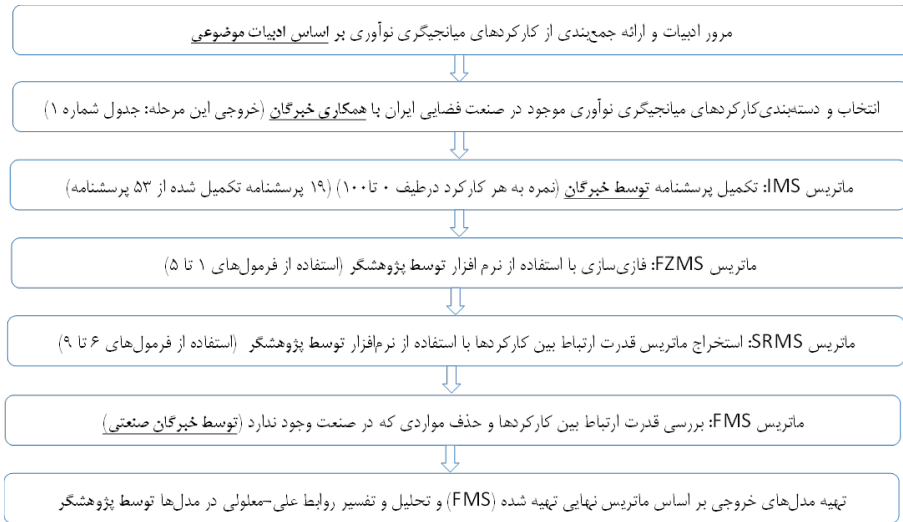 مرور ادبیات و ارائه جمع‌بندی از کارکردهای میانجیگری نوآوری بر اساس ادبیات موضوعی
انتخاب و دسته‌بندی‌کارکردهای میانجیگری نوآوری موجود در صنعت فضایی ایران با همکاری خبرگان (خروجی این مرحله: جدول شماره ۱)
ماتریس IMS: تکمیل پرسشنامه توسط خبرگان (نمره به هر کارکرد درطیف ۰ تا۱۰۰) (۱۹ پرسشنامه تکمیل شده از ۵۳ پرسشنامه)
ماتریس FZMS: فازی‌سازی با استفاده از نرم افزار توسط پژوهشگر (استفاده از فرمول‌های ۱ تا ۵)
ماتریس SRMS: استخراج ماتریس قدرت ارتباط بین کارکردها با استفاده از نرم‌افزار توسط پژوهشگر (استفاده از فرمول‌های ۶ تا ۹)
ماتریس FMS: بررسی قدرت ارتباط بین کارکردها و حذف مواردی که در صنعت وجود ندارد (توسط خبرگان صنعتی)
تهیه مدل‌های خروجی بر اساس ماتریس نهایی تهیه شده (FMS) و تحلیل و تفسیر روابط علی-معلولی در مدل‌ها توسط پژوهشگر